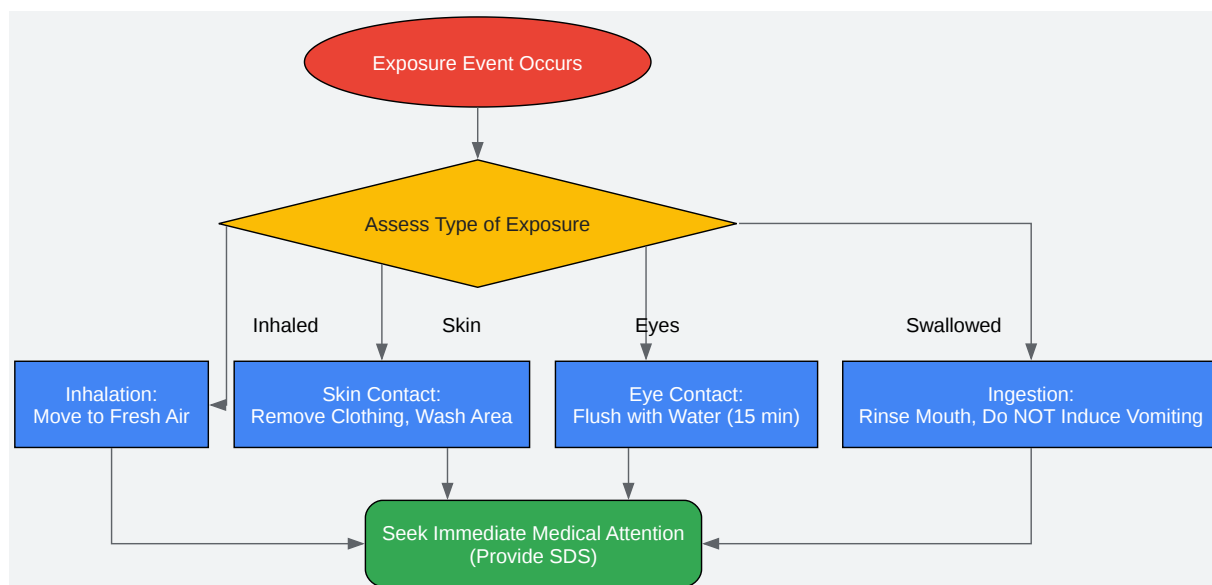 Exposure Event Occurs
Assess Type of Exposure
Inhaled
Skin
Eyes
Swallowed
Inhalation:
Move to Fresh Air
Skin Contact:
Remove Clothing, Wash Area
Eye Contact:
Flush with Water (15 min)
Ingestion:
Rinse Mouth, Do NOT Induce Vomiting
Seek Immediate Medical Attention
(Provide SDS)